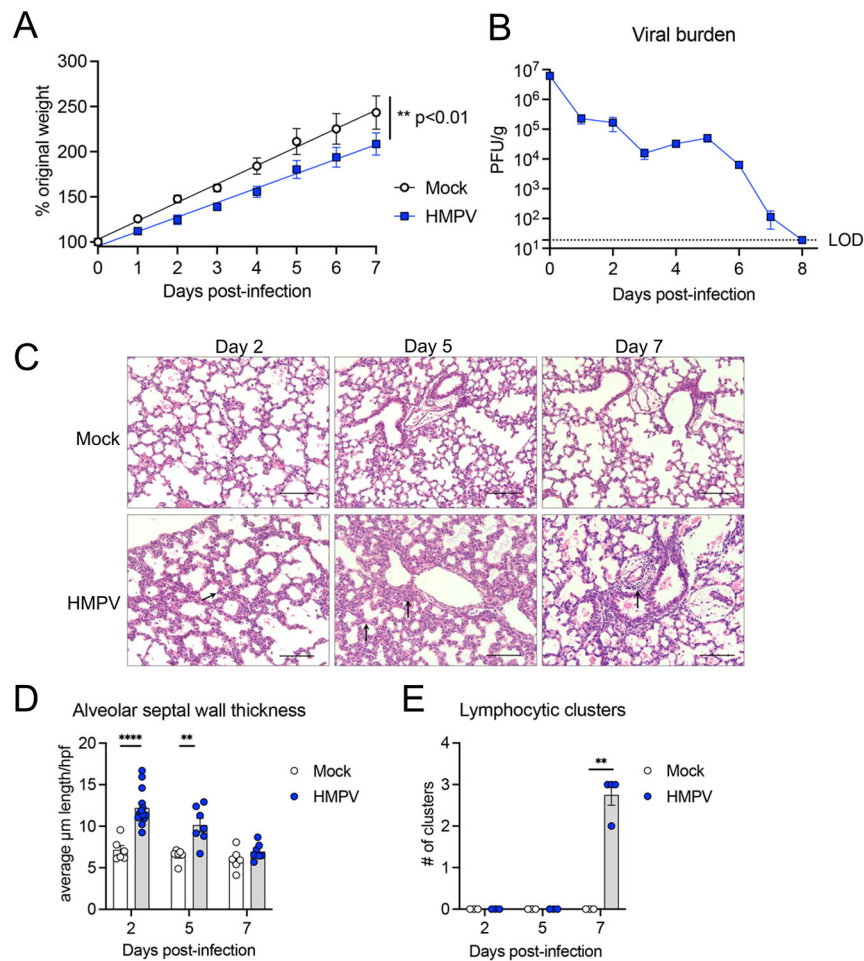 A
300
250
200
150
100
% original weight
0 1 2 3 4 5 6 7
Days post-infection
** p<0.01
Mock
HMPV
B
Viral burden
10⁷
10⁶
10⁵
10⁴
10³
10²
10¹
PFU/g
LOD
0 2 4 6 8
Days post-infection
C
Day 2 Day 5 Day 7
Mock
HMPV
D
Alveolar septal wall thickness
**** **
20
15
10
5
0
average µm length/hpf
2 5 7
Days post-infection
Mock
HMPV
E
Lymphocytic clusters
**
4
3
2
1
0
# of clusters
2 5 7
Days post-infection
Mock
HMPV